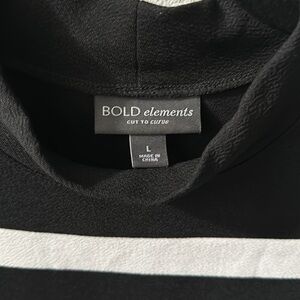 BOLD elements
CUT TO curve
L
MADE IN
CHINA